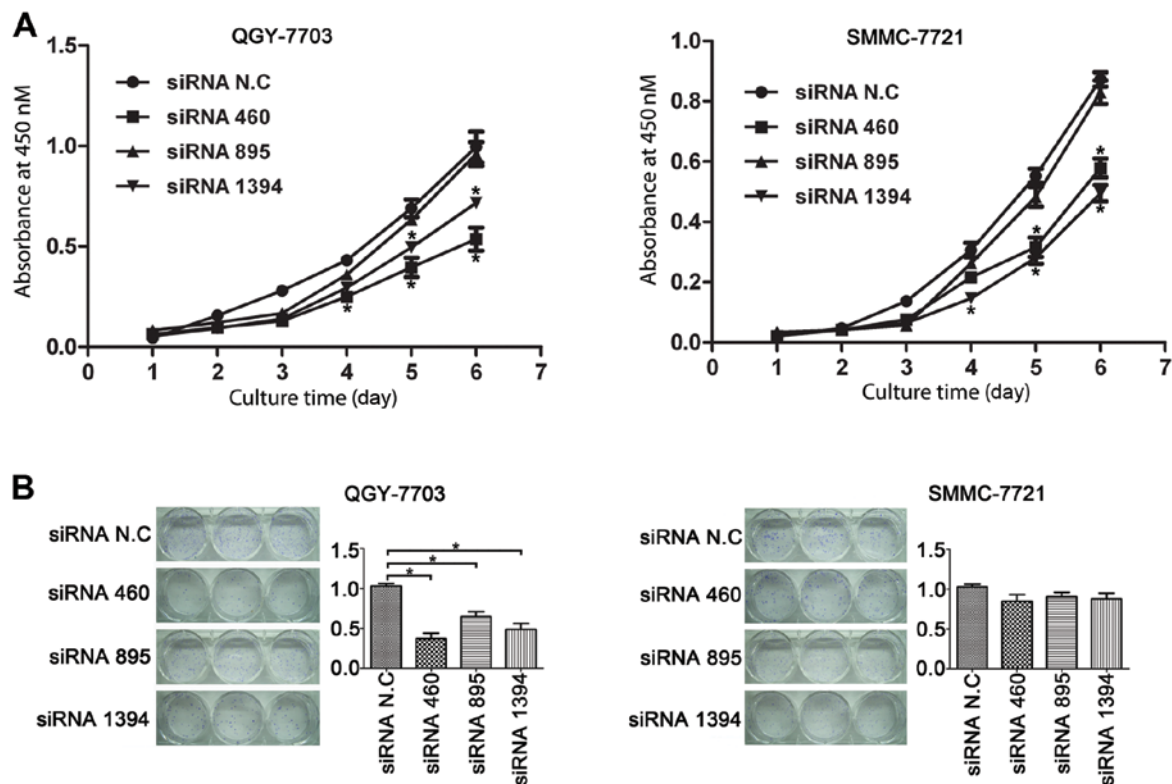 A
QGY-7703
siRNA N.C
siRNA 460
siRNA 895
siRNA 1394
Absorbance at 450 nM
1.5
1.0
0.5
0.0
*
*
*
*
*
0 1 2 3 4 5 6 7
Culture time (day)
SMMC-7721
siRNA N.C
siRNA 460
siRNA 895
siRNA 1394
Absorbance at 450 nM
1.0
0.8
0.6
0.4
0.2
0.0
*
*
*
*
*
0 1 2 3 4 5 6 7
Culture time (day)
B
QGY-7703
siRNA N.C
siRNA 460
siRNA 895
siRNA 1394
1.5
1.0
0.5
0.0
*
*
*
siRNA N.C
siRNA 460
siRNA 895
siRNA 1394
SMMC-7721
siRNA N.C
siRNA 460
siRNA 895
siRNA 1394
1.5
1.0
0.5
0.0
siRNA N.C
siRNA 460
siRNA 895
siRNA 1394